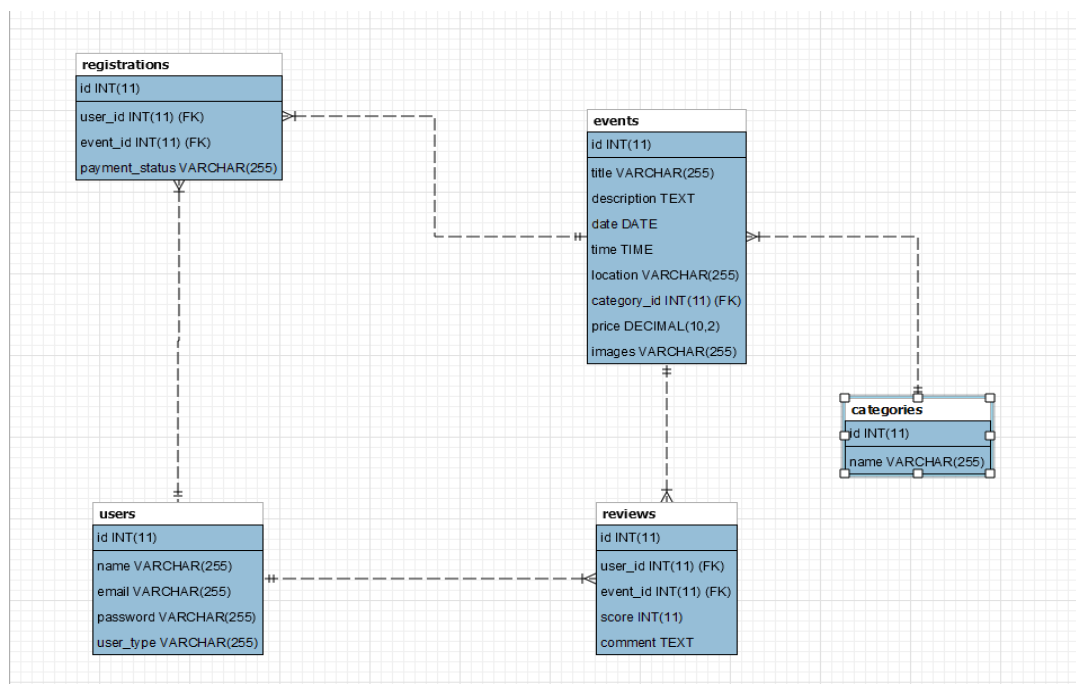 registrations
id INT(11)
user_id INT(11) (FK)
event_id INT(11) (FK)
payment_status VARCHAR(255)
events
id INT(11)
title VARCHAR(255)
description TEXT
date DATE
time TIME
location VARCHAR(255)
category_id INT(11) (FK)
price DECIMAL(10,2)
images VARCHAR(255)
categories
id INT(11)
name VARCHAR(255)
users
id INT(11)
name VARCHAR(255)
email VARCHAR(255)
password VARCHAR(255)
user_type VARCHAR(255)
reviews
id INT(11)
user_id INT(11) (FK)
event_id INT(11) (FK)
score INT(11)
comment TEXT